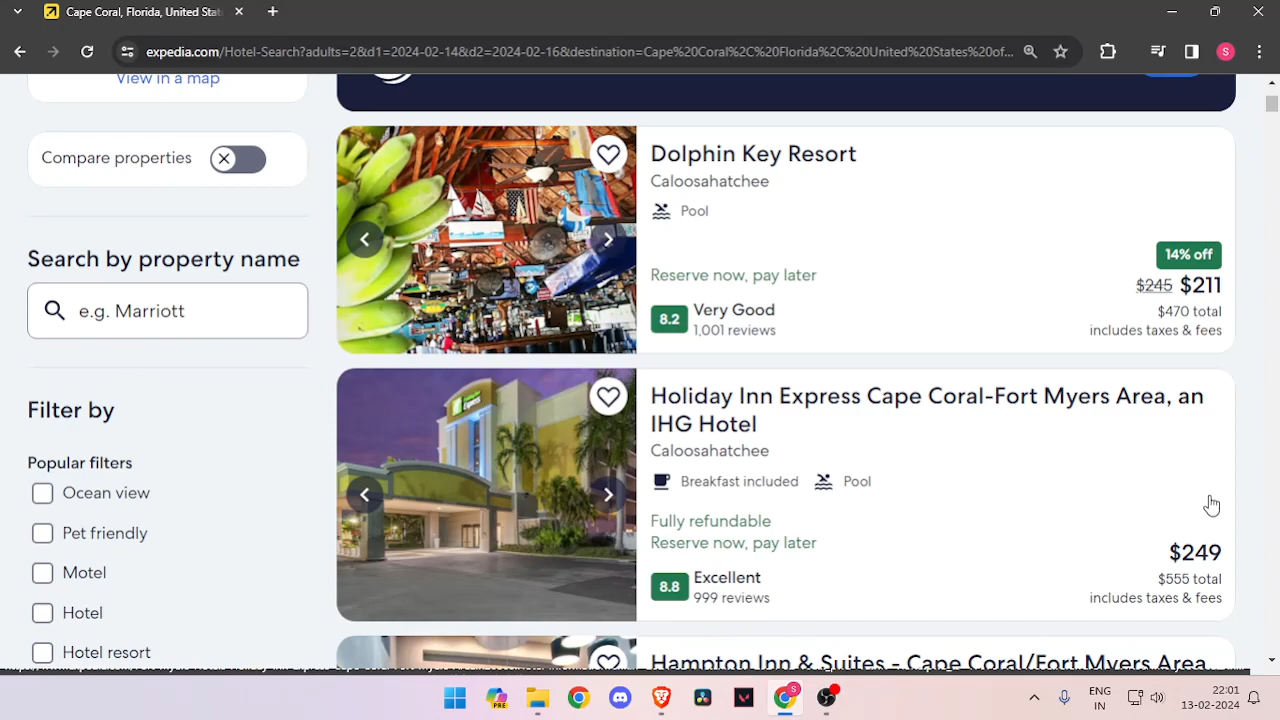 Cape Coral, Florida, United Stat
expedia.com/Hotel-Search?adults=2&d1=2024-02-14&d2=2024-02-16&destination=Cape%20Coral%2C%20Florida%2C%20United%20States%20of...
S
View in a map
Compare properties
Search by property name
e.g. Marriott
Filter by
Popular filters
Ocean view
Pet friendly
Motel
Hotel
Hotel resort
Dolphin Key Resort
Caloosahatchee
Pool
14% off
Reserve now, pay later
$245 $211
8.2 Very Good
1,001 reviews
$470 total
includes taxes & fees
Holiday Inn Express Cape Coral-Fort Myers Area, an
IHG Hotel
Caloosahatchee
Breakfast included Pool
Fully refundable
Reserve now, pay later
$249
8.8 Excellent
999 reviews
$555 total
includes taxes & fees
Hampton Inn & Suites - Cape Coral/Fort Myers Area,
PRE
S
ENG
IN
22:01
13-02-2024